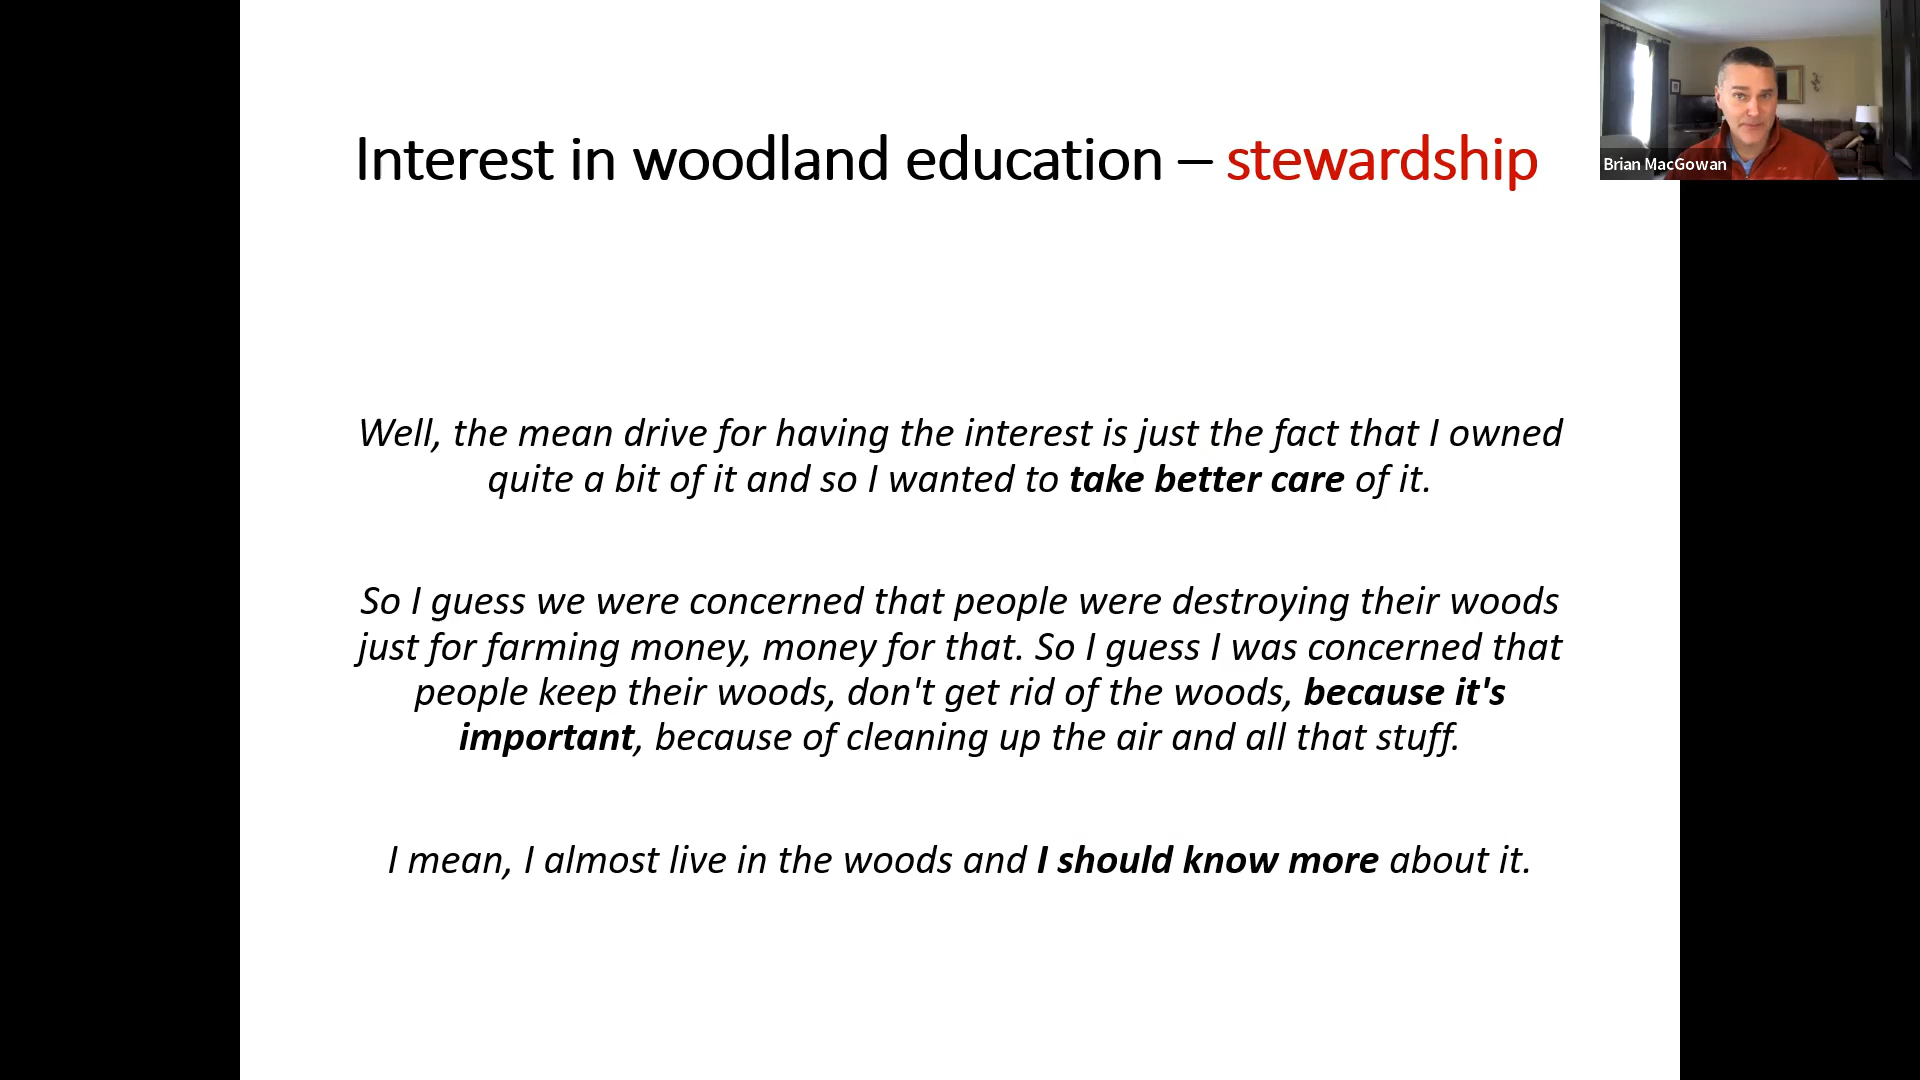 Interest in woodland education – stewardship
Brian MacGowan
Well, the mean drive for having the interest is just the fact that I owned
quite a bit of it and so I wanted to take better care of it.
So I guess we were concerned that people were destroying their woods
just for farming money, money for that. So I guess I was concerned that
people keep their woods, don't get rid of the woods, because it's
important, because of cleaning up the air and all that stuff.
I mean, I almost live in the woods and I should know more about it.